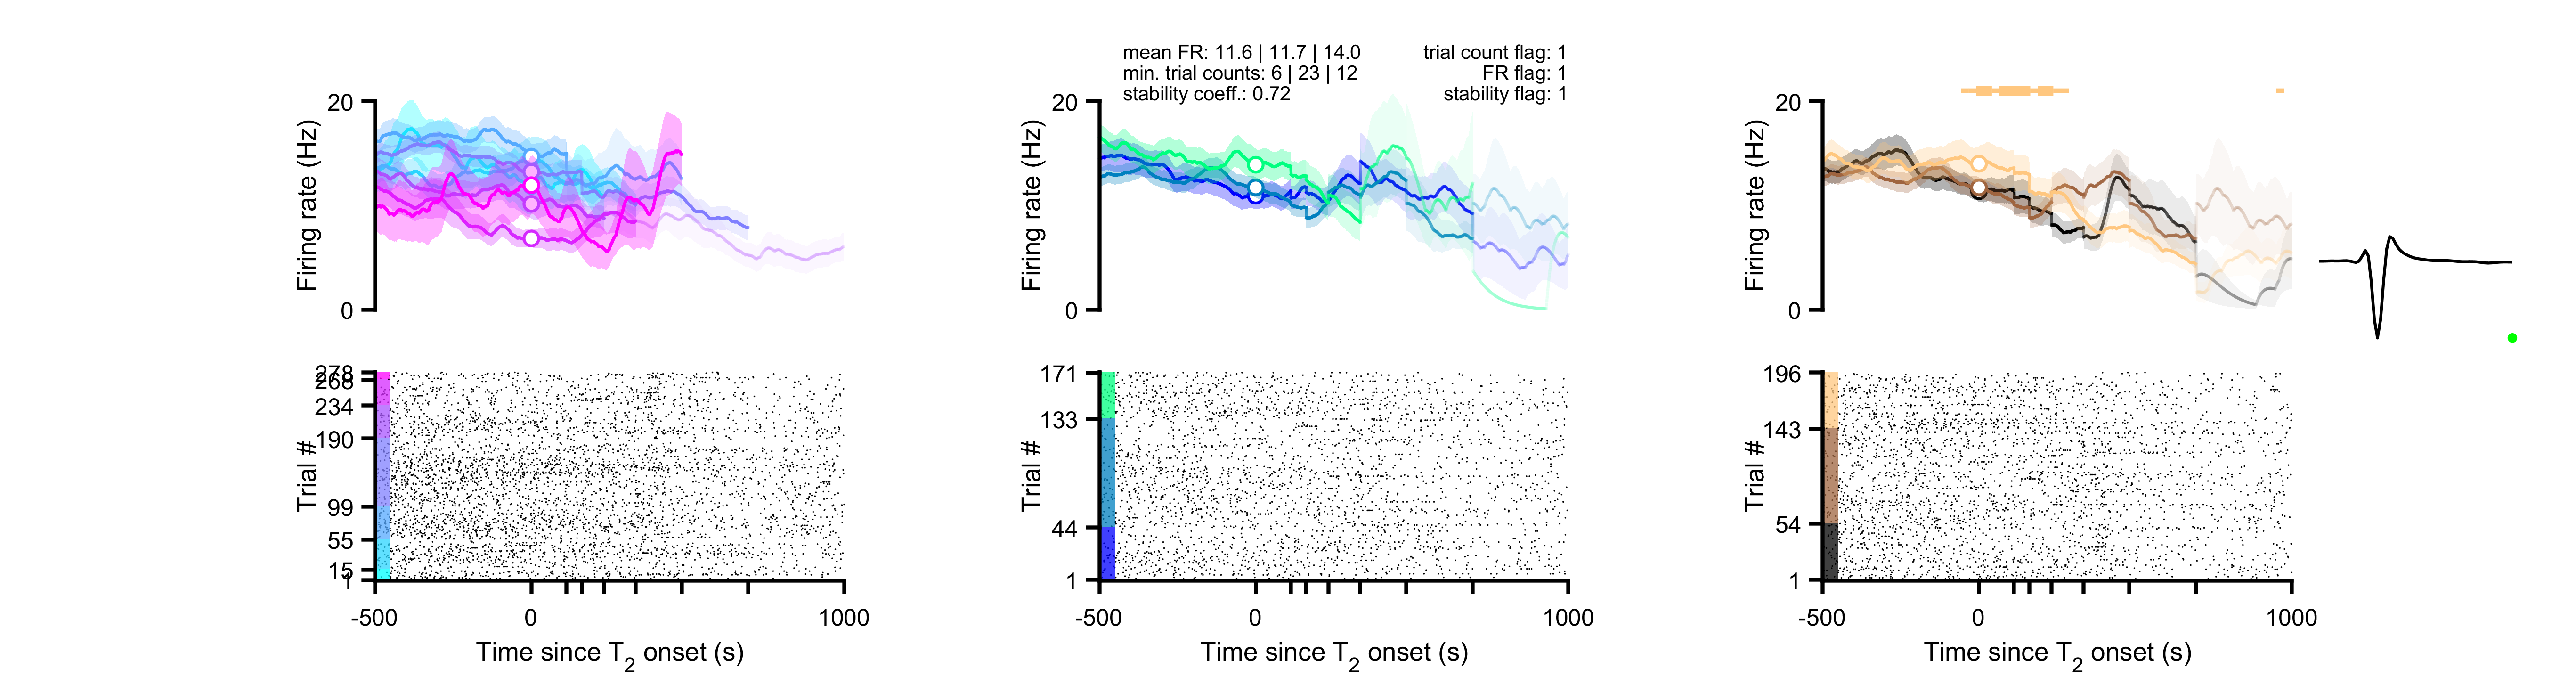 mean FR: 11.6 | 11.7 | 14.0
min. trial counts: 6 | 23 | 12
stability coeff.: 0.72
trial count flag: 1
FR flag: 1
stability flag: 1
20
Firing rate (Hz)
0
20
Firing rate (Hz)
0
20
Firing rate (Hz)
0
278
268
234
190
99
55
15
1
Trial #
-500
0
1000
Time since T2 onset (s)
171
133
44
1
Trial #
-500
0
1000
Time since T2 onset (s)
196
143
54
1
Trial #
-500
0
1000
Time since T2 onset (s)